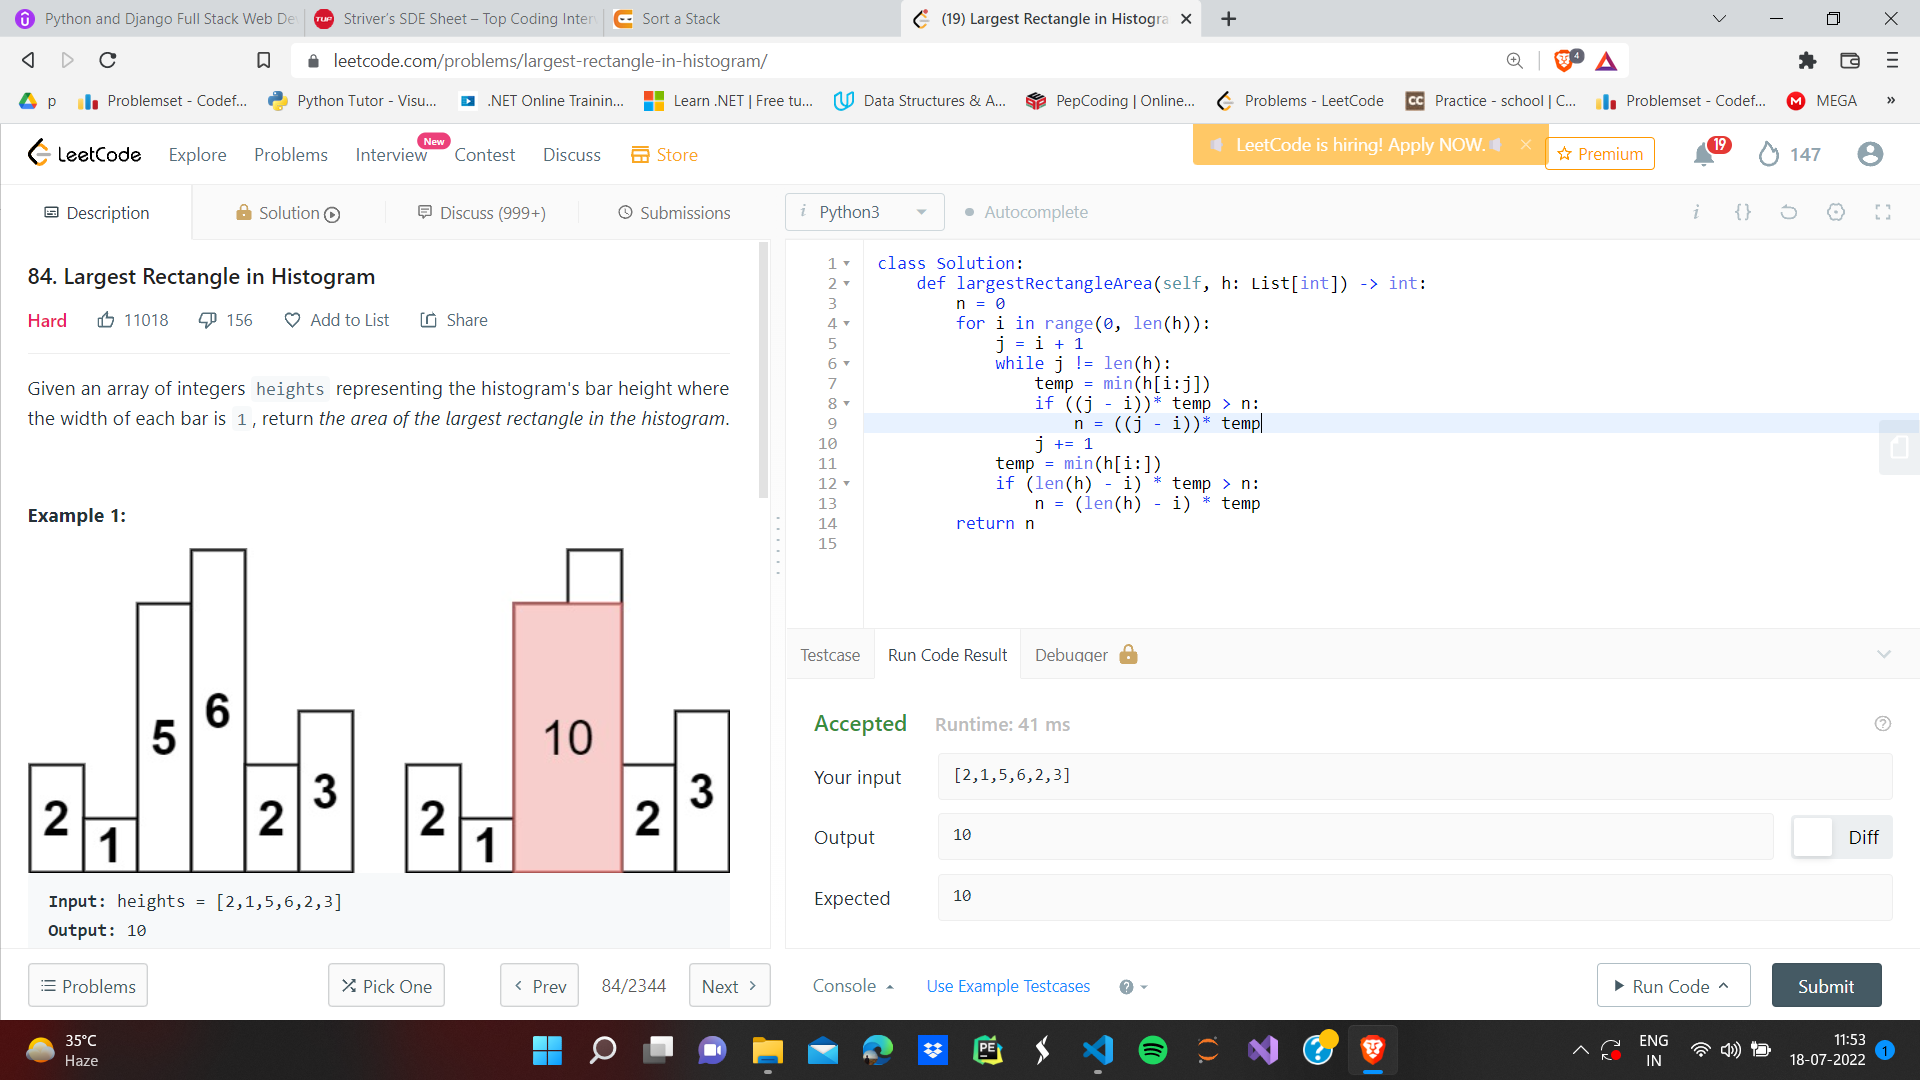 Python and Django Full Stack Web De
Striver's SDE Sheet – Top Coding Inter
Sort a Stack
(19) Largest Rectangle in Histogra
leetcode.com/problems/largest-rectangle-in-histogram/
4
p
Problemset - Codef...
Python Tutor - Visu...
.NET Online Trainin...
Learn .NET | Free tu...
Data Structures & A...
PepCoding | Online...
Problems - LeetCode
Practice - school | C...
Problemset - Codef...
MEGA
»
LeetCode
Explore
Problems
Interview
New
Contest
Discuss
Store
LeetCode is hiring! Apply NOW.
Premium
19
147
Description
Solution
Discuss (999+)
Submissions
Python3
Autocomplete
84. Largest Rectangle in Histogram
Hard
11018
156
Add to List
Share
Given an array of integers heights representing the histogram's bar height where
the width of each bar is 1 , return the area of the largest rectangle in the histogram.
Example 1:
2 1 5 6 2 3
2 1 10 2 3
Input: heights = [2,1,5,6,2,3]
Output: 10
1 class Solution:
2 def largestRectangleArea(self, h: List[int]) -> int:
3 n = 0
4 for i in range(0, len(h)):
5 j = i + 1
6 while j != len(h):
7 temp = min(h[i:j])
8 if ((j - i))* temp > n:
9 n = ((j - i))* temp
10 j += 1
11 temp = min(h[i:])
12 if (len(h) - i) * temp > n:
13 n = (len(h) - i) * temp
14 return n
15
Testcase
Run Code Result
Debugger
Accepted
Runtime: 41 ms
Your input
[2,1,5,6,2,3]
Output
10
Diff
Expected
10
Problems
Pick One
Prev
84/2344
Next
Console
Use Example Testcases
Run Code
Submit
35°C
Haze
ENG
IN
11:53
18-07-2022
1